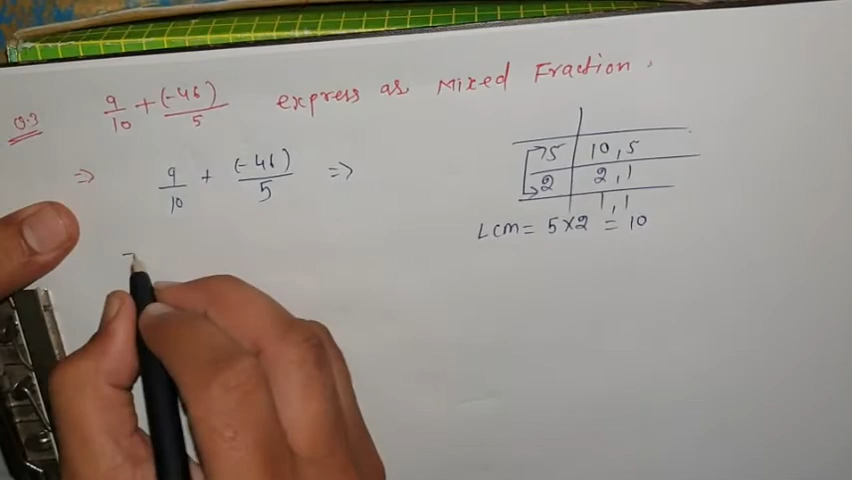 Q.3 9/10 + (-46)/5 express as Mixed Fraction.
⇒ 9/10 + (-46)/5 ⇒
5 | 10, 5
2 | 2, 1
1, 1
LCM = 5×2 = 10